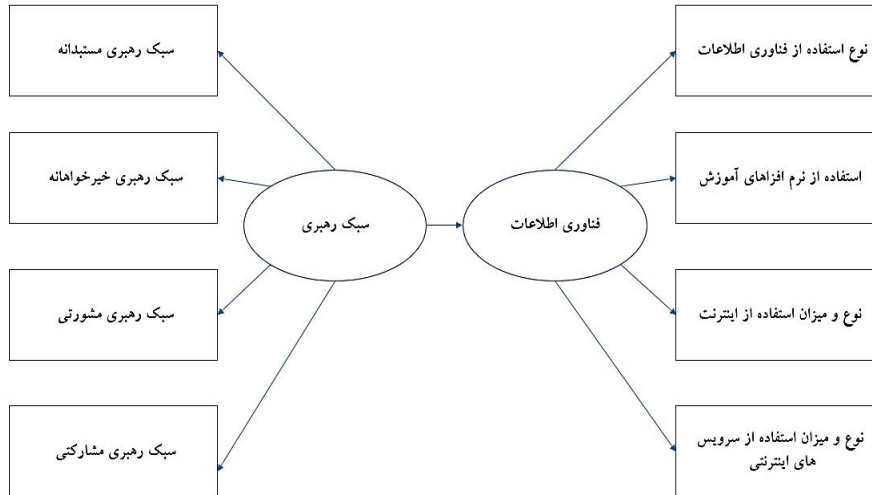 سبک رهبری مستبدانه
سبک رهبری خیرخواهانه
سبک رهبری مشورتی
سبک رهبری مشارکتی
سبک رهبری
فناوری اطلاعات
نوع استفاده از فناوری اطلاعات
استفاده از نرم افزاهای آموزش
نوع و میزان استفاده از اینترنت
نوع و میزان استفاده از سرویس
های اینترنتی